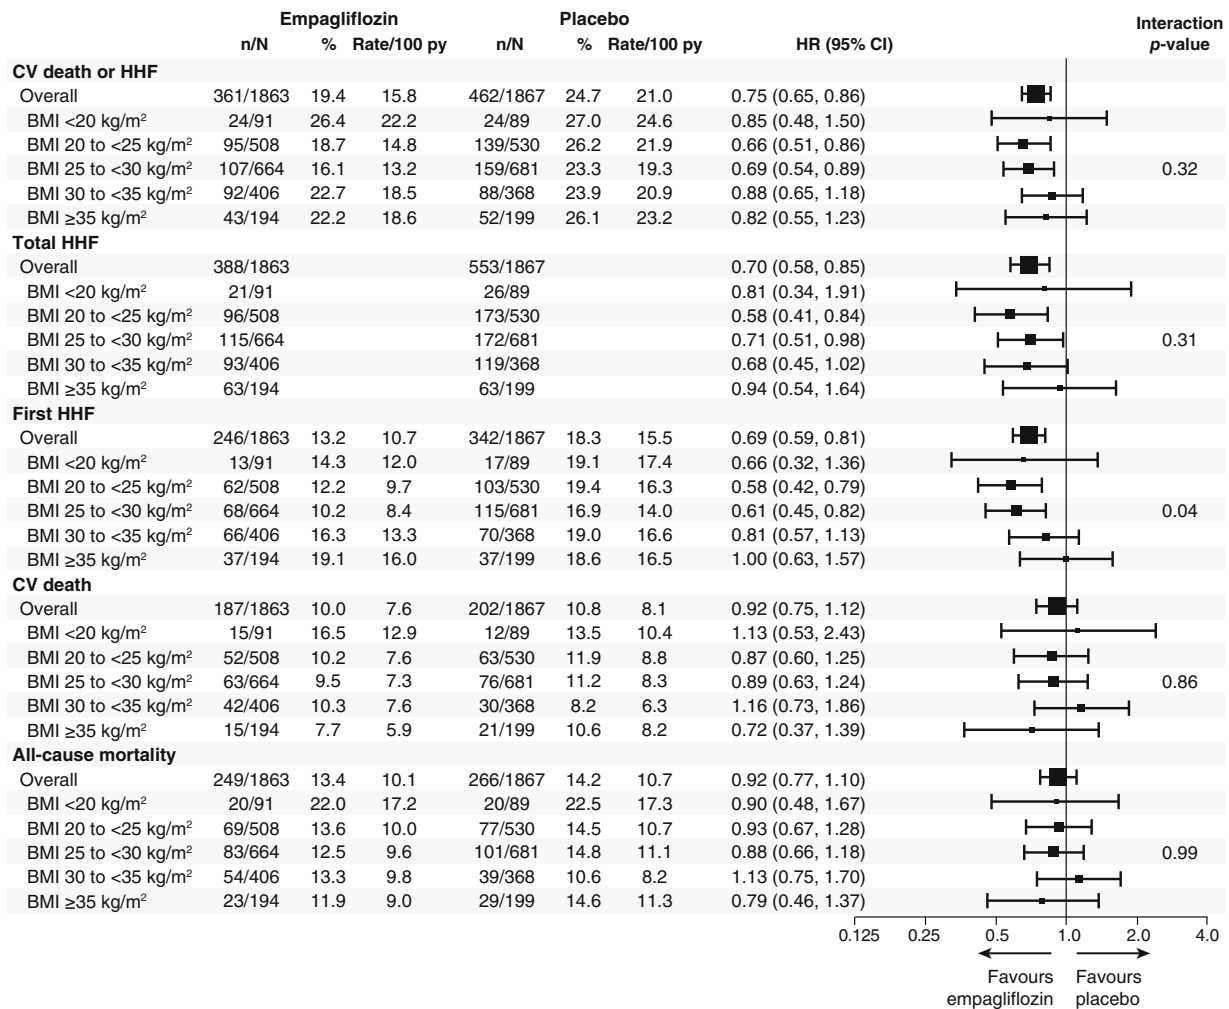 Empagliflozin Placebo Interaction
n/N % Rate/100 py n/N % Rate/100 py HR (95% CI) p-value
CV death or HHF
Overall 361/1863 19.4 15.8 462/1867 24.7 21.0 0.75 (0.65, 0.86)
BMI <20 kg/m² 24/91 26.4 22.2 24/89 27.0 24.6 0.85 (0.48, 1.50)
BMI 20 to <25 kg/m² 95/508 18.7 14.8 139/530 26.2 21.9 0.66 (0.51, 0.86)
BMI 25 to <30 kg/m² 107/664 16.1 13.2 159/681 23.3 19.3 0.69 (0.54, 0.89) 0.32
BMI 30 to <35 kg/m² 92/406 22.7 18.5 88/368 23.9 20.9 0.88 (0.65, 1.18)
BMI ≥35 kg/m² 43/194 22.2 18.6 52/199 26.1 23.2 0.82 (0.55, 1.23)
Total HHF
Overall 388/1863 553/1867 0.70 (0.58, 0.85)
BMI <20 kg/m² 21/91 26/89 0.81 (0.34, 1.91)
BMI 20 to <25 kg/m² 96/508 173/530 0.58 (0.41, 0.84)
BMI 25 to <30 kg/m² 115/664 172/681 0.71 (0.51, 0.98) 0.31
BMI 30 to <35 kg/m² 93/406 119/368 0.68 (0.45, 1.02)
BMI ≥35 kg/m² 63/194 63/199 0.94 (0.54, 1.64)
First HHF
Overall 246/1863 13.2 10.7 342/1867 18.3 15.5 0.69 (0.59, 0.81)
BMI <20 kg/m² 13/91 14.3 12.0 17/89 19.1 17.4 0.66 (0.32, 1.36)
BMI 20 to <25 kg/m² 62/508 12.2 9.7 103/530 19.4 16.3 0.58 (0.42, 0.79)
BMI 25 to <30 kg/m² 68/664 10.2 8.4 115/681 16.9 14.0 0.61 (0.45, 0.82) 0.04
BMI 30 to <35 kg/m² 66/406 16.3 13.3 70/368 19.0 16.6 0.81 (0.57, 1.13)
BMI ≥35 kg/m² 37/194 19.1 16.0 37/199 18.6 16.5 1.00 (0.63, 1.57)
CV death
Overall 187/1863 10.0 7.6 202/1867 10.8 8.1 0.92 (0.75, 1.12)
BMI <20 kg/m² 15/91 16.5 12.9 12/89 13.5 10.4 1.13 (0.53, 2.43)
BMI 20 to <25 kg/m² 52/508 10.2 7.6 63/530 11.9 8.8 0.87 (0.60, 1.25)
BMI 25 to <30 kg/m² 63/664 9.5 7.3 76/681 11.2 8.3 0.89 (0.63, 1.24) 0.86
BMI 30 to <35 kg/m² 42/406 10.3 7.6 30/368 8.2 6.3 1.16 (0.73, 1.86)
BMI ≥35 kg/m² 15/194 7.7 5.9 21/199 10.6 8.2 0.72 (0.37, 1.39)
All-cause mortality
Overall 249/1863 13.4 10.1 266/1867 14.2 10.7 0.92 (0.77, 1.10)
BMI <20 kg/m² 20/91 22.0 17.2 20/89 22.5 17.3 0.90 (0.48, 1.67)
BMI 20 to <25 kg/m² 69/508 13.6 10.0 77/530 14.5 10.7 0.93 (0.67, 1.28)
BMI 25 to <30 kg/m² 83/664 12.5 9.6 101/681 14.8 11.1 0.88 (0.66, 1.18) 0.99
BMI 30 to <35 kg/m² 54/406 13.3 9.8 39/368 10.6 8.2 1.13 (0.75, 1.70)
BMI ≥35 kg/m² 23/194 11.9 9.0 29/199 14.6 11.3 0.79 (0.46, 1.37)
0.125 0.25 0.5 1.0 2.0 4.0
Favours Favours
empagliflozin placebo